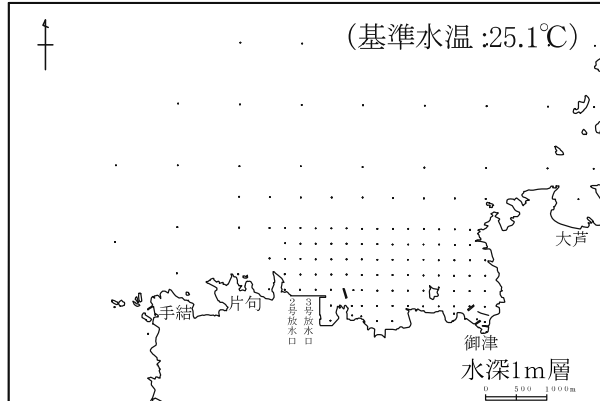 (基準水温:25.1℃)
大芦
手結
片句
2号放水口
3号放水口
御津
水深1m層
0 500 1000m